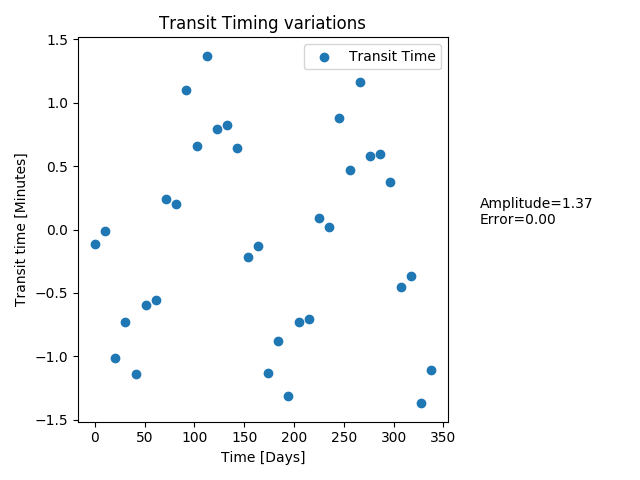 Transit Timing variations
Transit Time
1.5
1.0
0.5
0.0
−0.5
−1.0
−1.5
Transit time [Minutes]
Amplitude=1.37
Error=0.00
0 50 100 150 200 250 300 350
Time [Days]